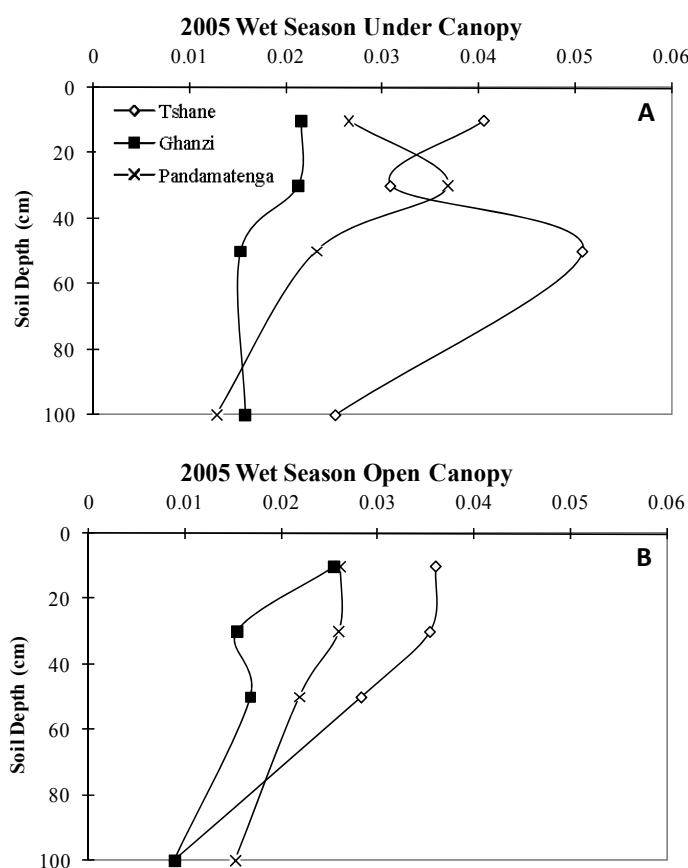 2005 Wet Season Under Canopy
0 0.01 0.02 0.03 0.04 0.05 0.06
A
0
20
40
60
80
100
Soil Depth (cm)
Tshane
Ghanzi
Pandamatenga
2005 Wet Season Open Canopy
0 0.01 0.02 0.03 0.04 0.05 0.06
B
0
20
40
60
80
100
Soil Depth (cm)